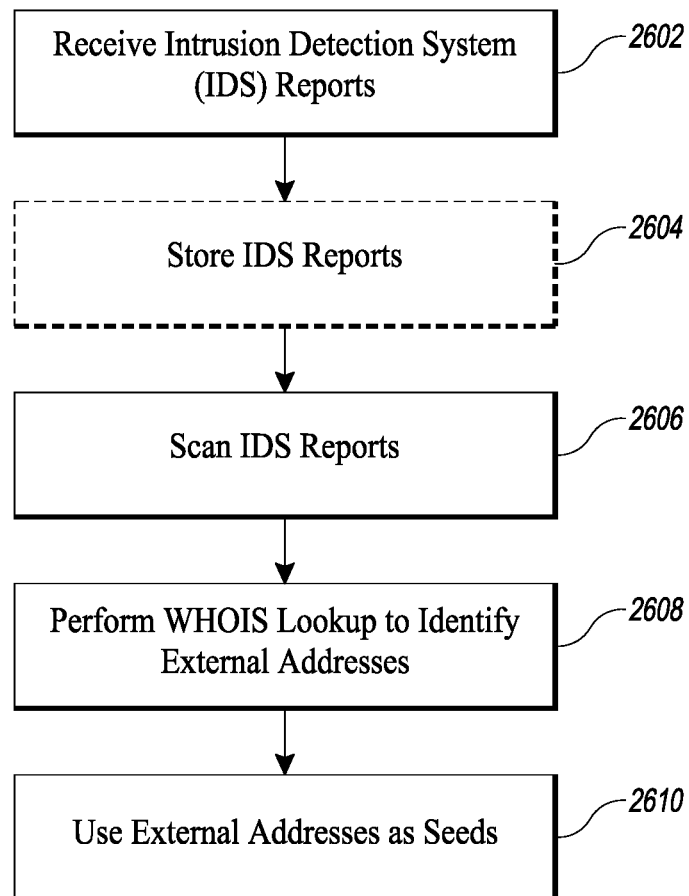 Receive Intrusion Detection System
(IDS) Reports
2602
Store IDS Reports
2604
Scan IDS Reports
2606
Perform WHOIS Lookup to Identify
External Addresses
2608
Use External Addresses as Seeds
2610